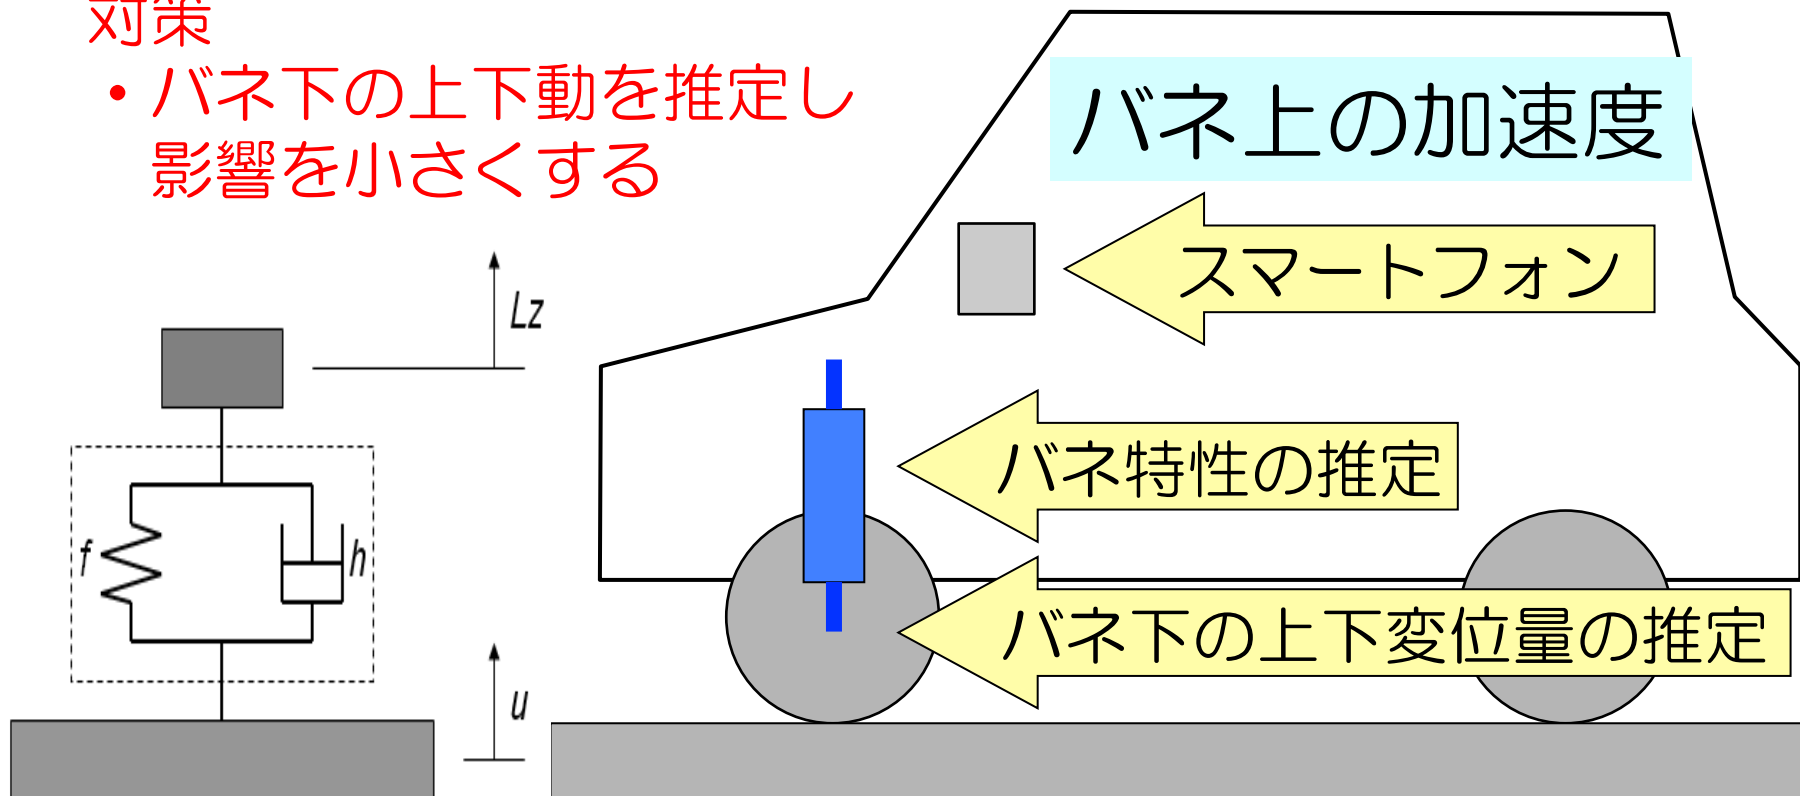 対策
• バネ下の上下動を推定し
影響を小さくする
バネ上の加速度
スマートフォン
Lz
バネ特性の推定
f
h
バネ下の上下変位量の推定
u